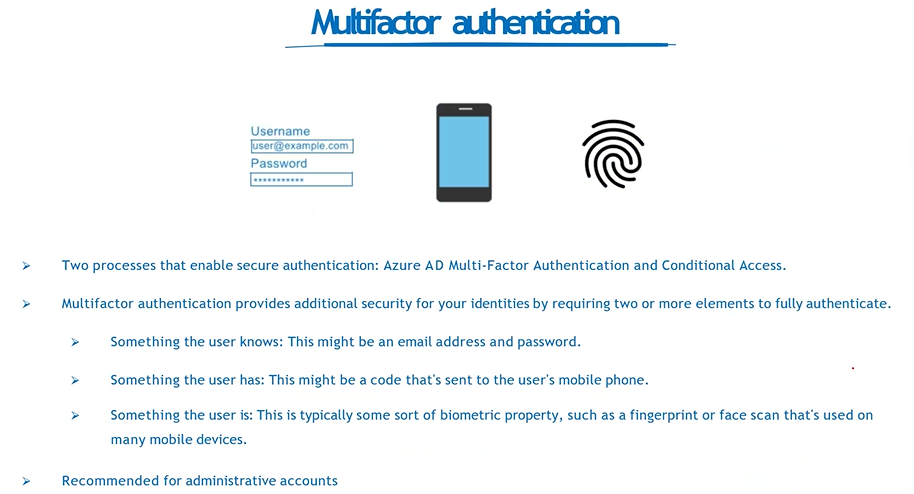 Multifactor authentication
Username
user@example.com
Password
***********
➢ Two processes that enable secure authentication: Azure AD Multi-Factor Authentication and Conditional Access.
➢ Multifactor authentication provides additional security for your identities by requiring two or more elements to fully authenticate.
➢ Something the user knows: This might be an email address and password.
➢ Something the user has: This might be a code that's sent to the user's mobile phone.
➢ Something the user is: This is typically some sort of biometric property, such as a fingerprint or face scan that's used on
many mobile devices.
➢ Recommended for administrative accounts